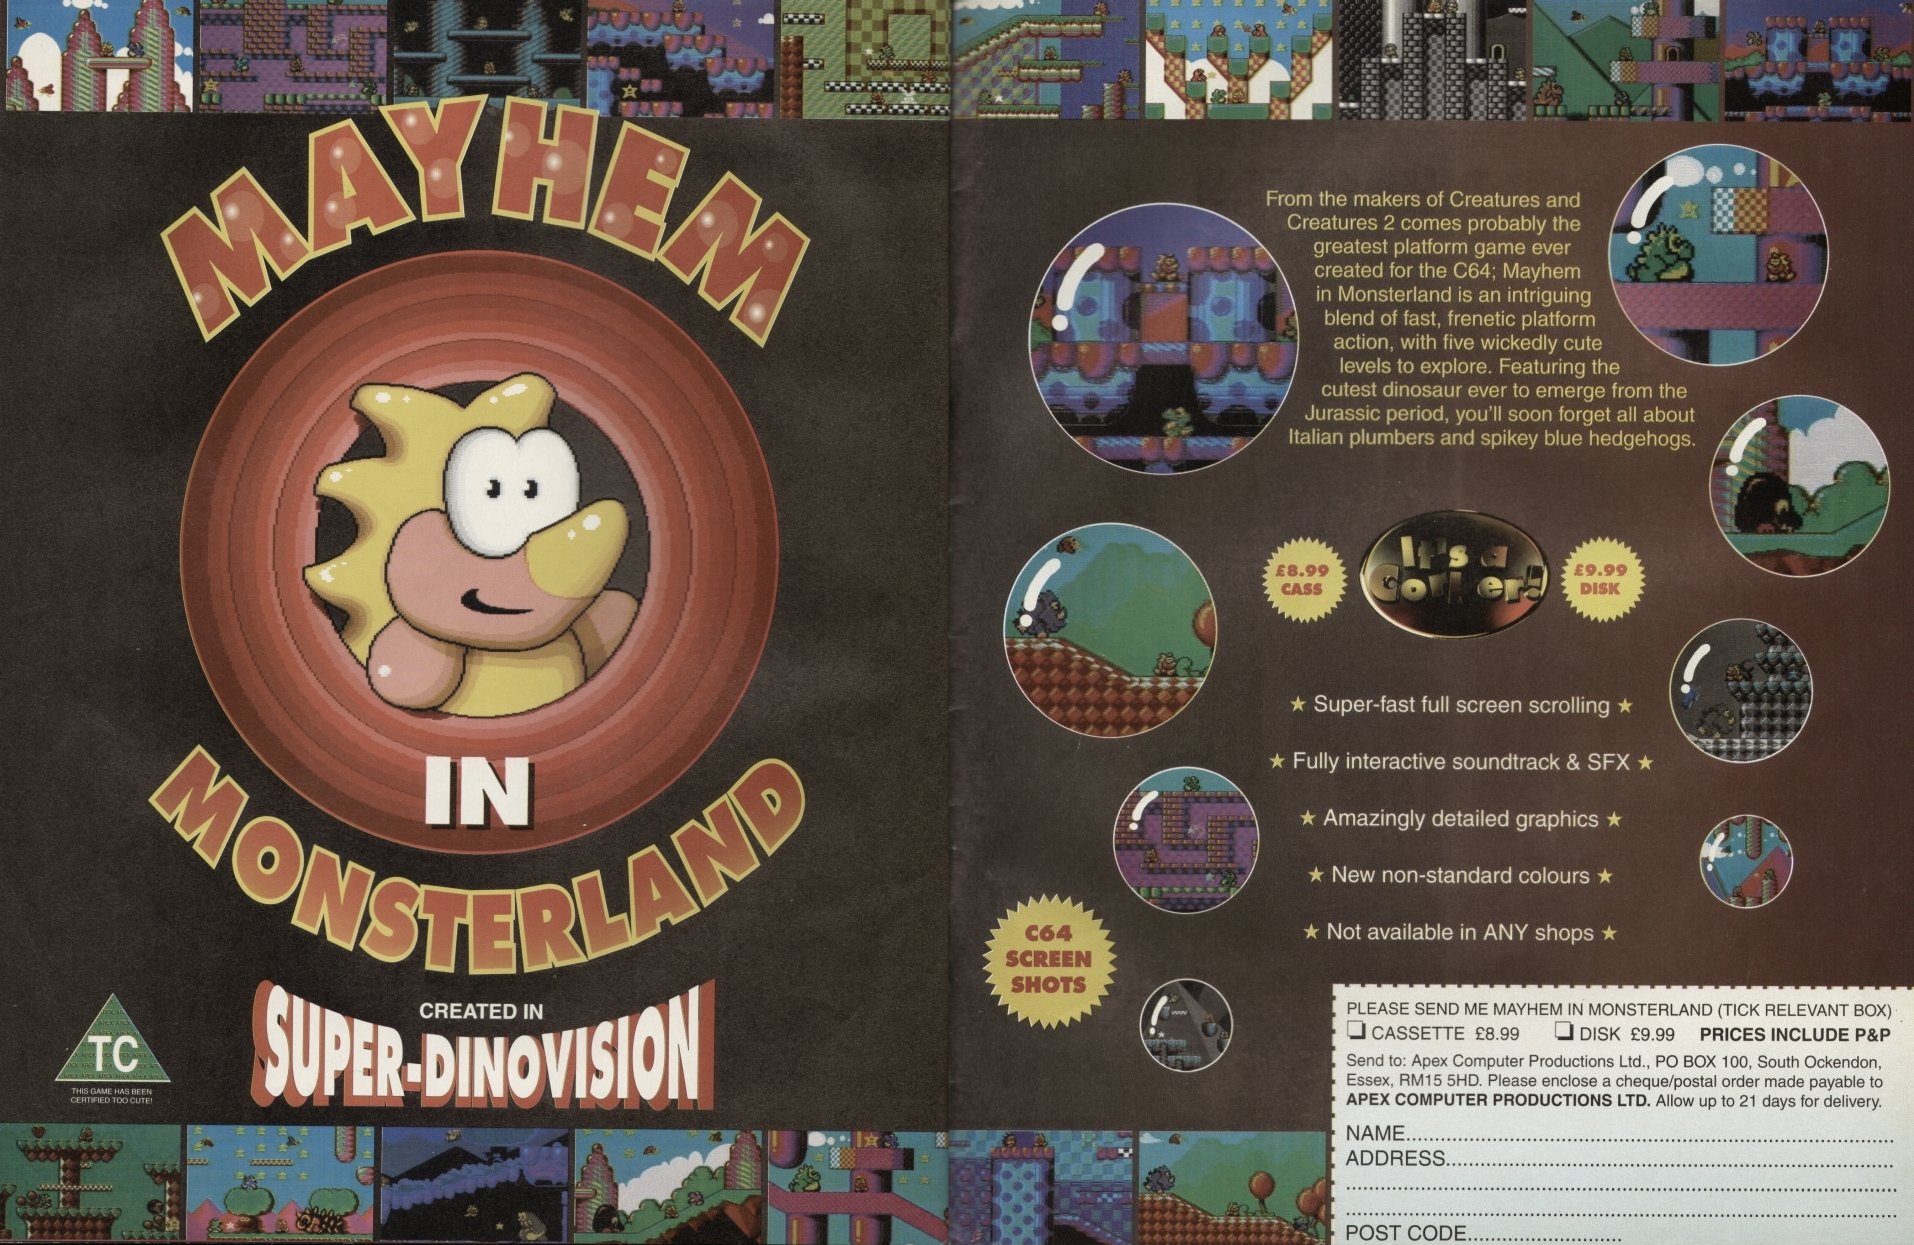 MAYHEM
IN
MONSTERLAND
CREATED IN
SUPER-DINOVISION
TC
THIS GAME HAS BEEN
CERTIFIED TOO CUTE!
From the makers of Creatures and
Creatures 2 comes probably the
greatest platform game ever
created for the C64; Mayhem
in Monsterland is an intriguing
blend of fast, frenetic platform
action, with five wickedly cute
levels to explore. Featuring the
cutest dinosaur ever to emerge from the
Jurassic period, you'll soon forget all about
Italian plumbers and spikey blue hedgehogs.
£8.99
CASS
It's a
Corker!
£9.99
DISK
★ Super-fast full screen scrolling ★
★ Fully interactive soundtrack & SFX ★
★ Amazingly detailed graphics ★
★ New non-standard colours ★
★ Not available in ANY shops ★
C64
SCREEN
SHOTS
PLEASE SEND ME MAYHEM IN MONSTERLAND (TICK RELEVANT BOX)
❏ CASSETTE £8.99 ❏ DISK £9.99 PRICES INCLUDE P&P
Send to: Apex Computer Productions Ltd., PO BOX 100, South Ockendon,
Essex, RM15 5HD. Please enclose a cheque/postal order made payable to
APEX COMPUTER PRODUCTIONS LTD. Allow up to 21 days for delivery.
NAME
ADDRESS
POST CODE